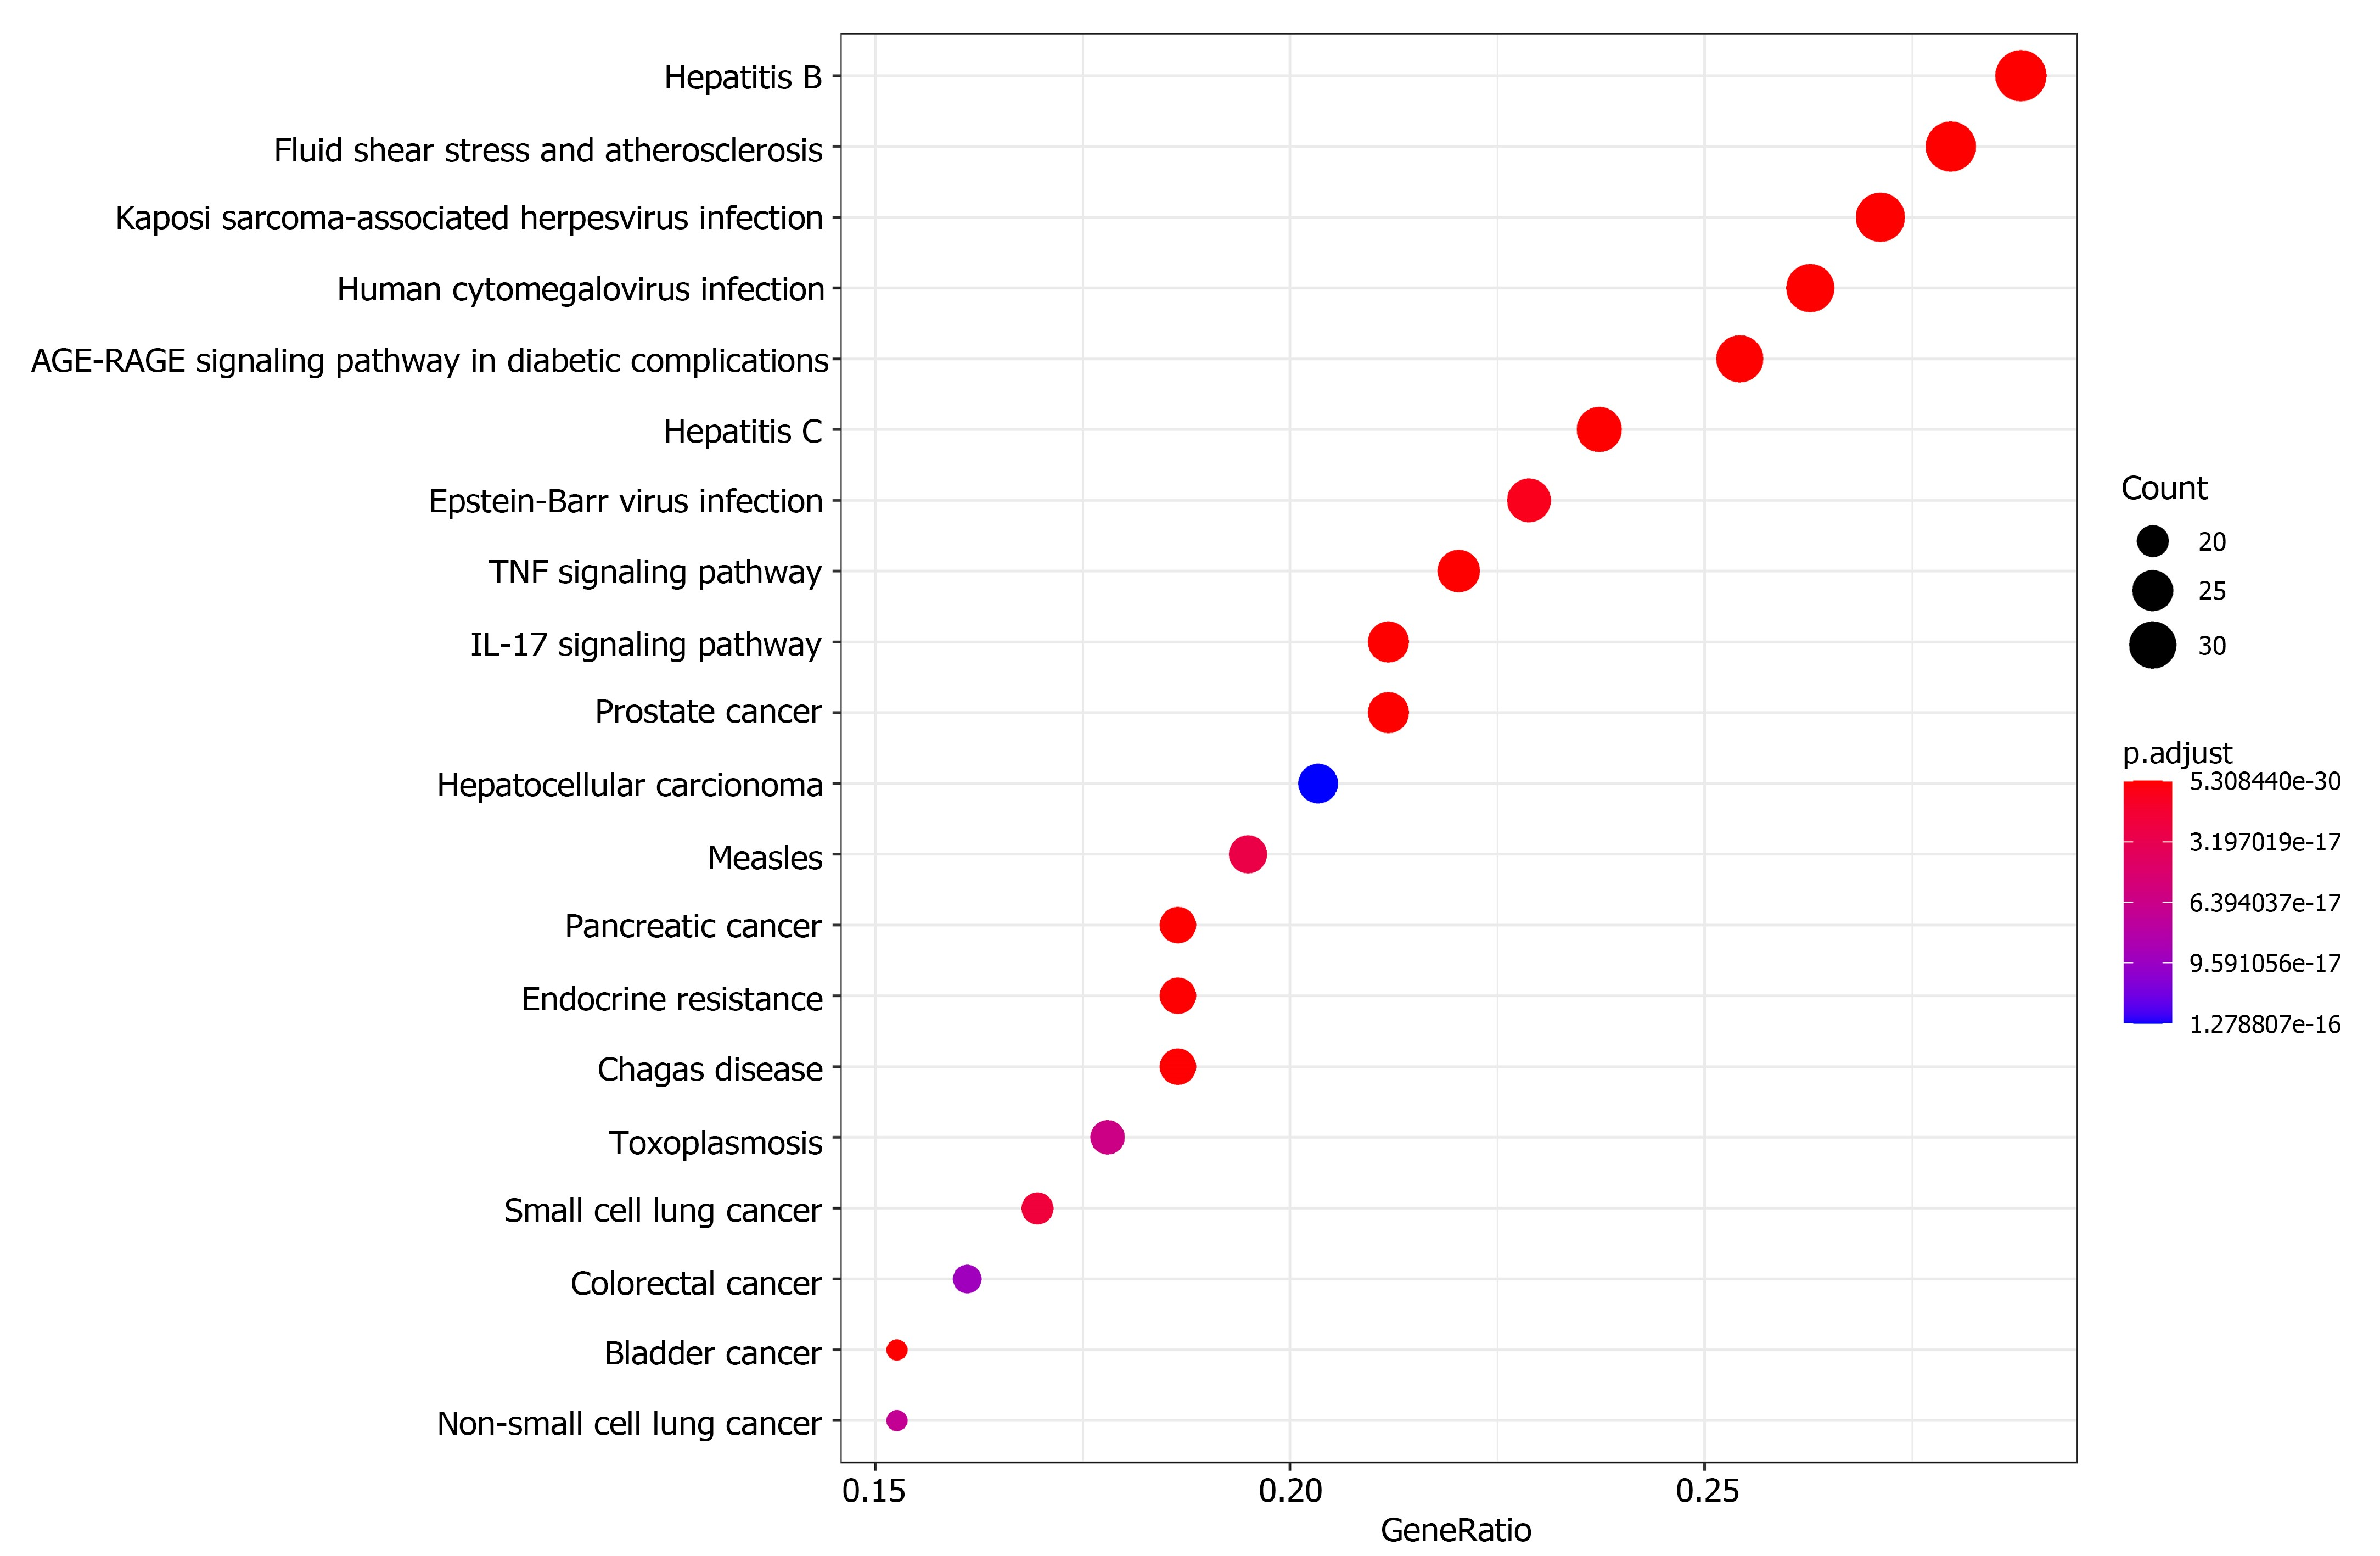 Hepatitis B
Fluid shear stress and atherosclerosis
Kaposi sarcoma-associated herpesvirus infection
Human cytomegalovirus infection
AGE-RAGE signaling pathway in diabetic complications
Hepatitis C
Epstein-Barr virus infection
TNF signaling pathway
IL-17 signaling pathway
Prostate cancer
Hepatocellular carcionoma
Measles
Pancreatic cancer
Endocrine resistance
Chagas disease
Toxoplasmosis
Small cell lung cancer
Colorectal cancer
Bladder cancer
Non-small cell lung cancer
0.15 0.20 0.25
GeneRatio
Count
20
25
30
p.adjust
5.308440e-30
3.197019e-17
6.394037e-17
9.591056e-17
1.278807e-16